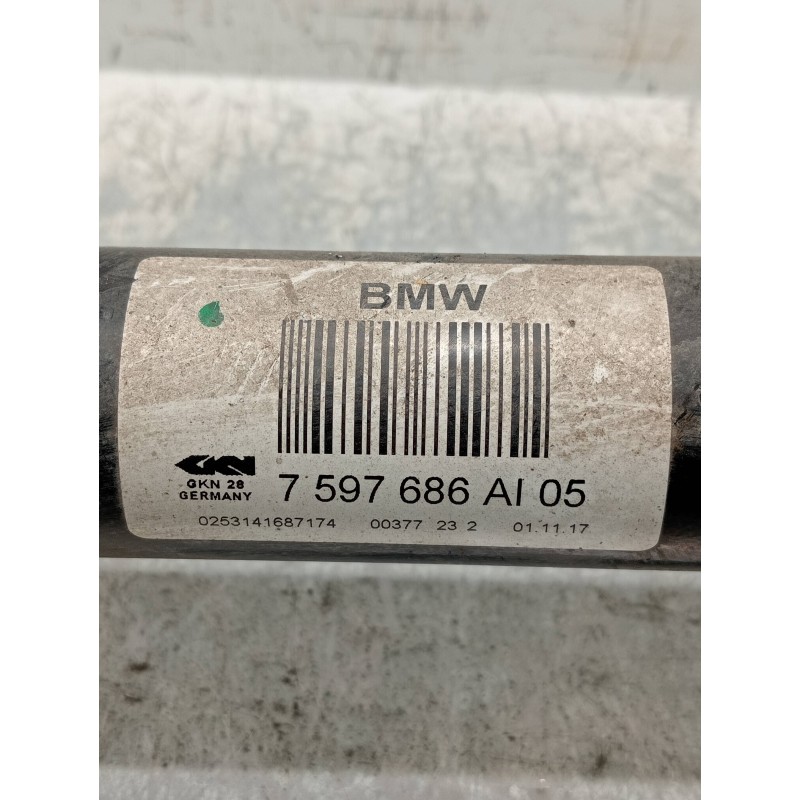 BMW
GKN
GKN 28
GERMANY
7 597 686 AI 05
0253141687174 00377 23 2 01.11.17